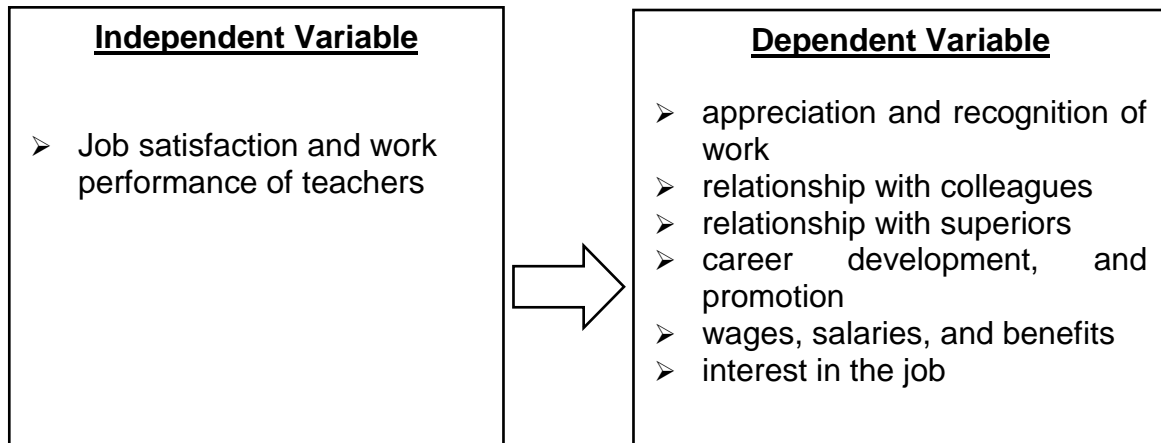 Independent Variable
➢ Job satisfaction and work
performance of teachers
Dependent Variable
➢ appreciation and recognition of
work
➢ relationship with colleagues
➢ relationship with superiors
➢ career development, and
promotion
➢ wages, salaries, and benefits
➢ interest in the job